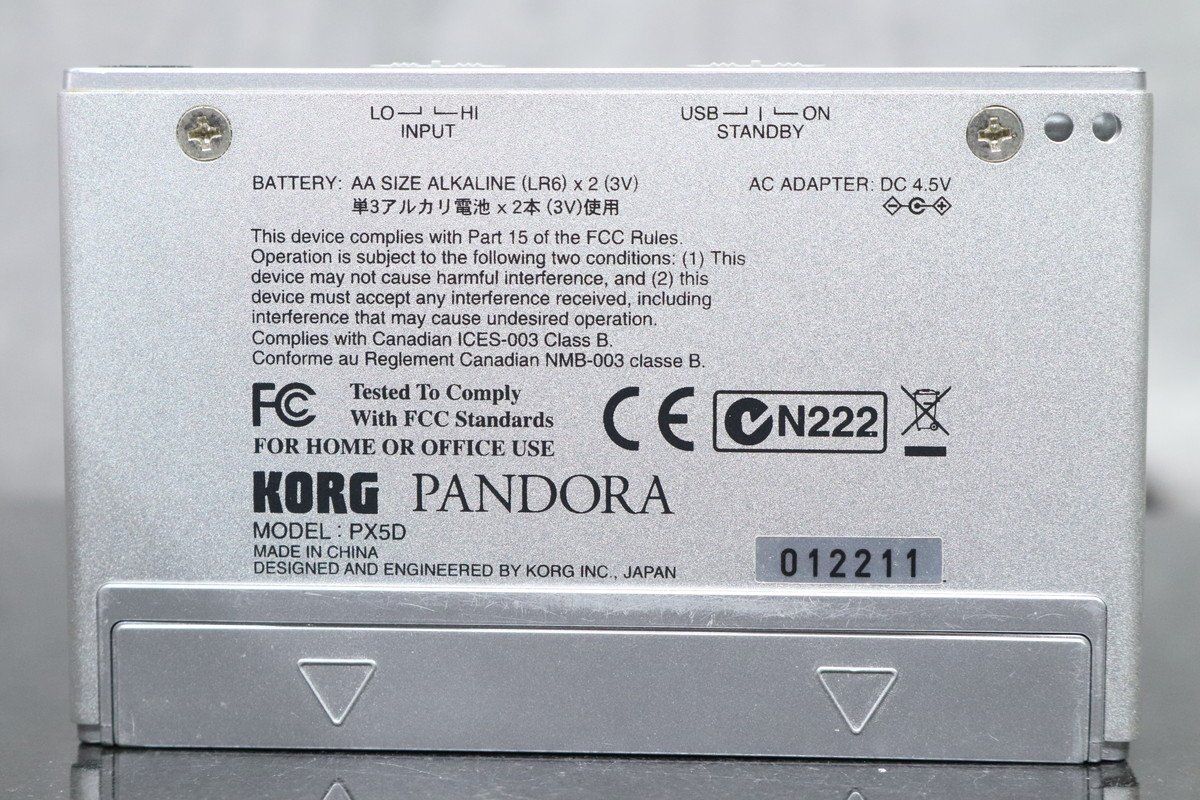 LO HI
INPUT
USB ON
STANDBY
BATTERY: AA SIZE ALKALINE (LR6) x 2 (3V)
単3アルカリ電池 x 2本 (3V)使用
AC ADAPTER: DC 4.5V
This device complies with Part 15 of the FCC Rules.
Operation is subject to the following two conditions: (1) This
device may not cause harmful interference, and (2) this
device must accept any interference received, including
interference that may cause undesired operation.
Complies with Canadian ICES-003 Class B.
Conforme au Reglement Canadian NMB-003 classe B.
FC Tested To Comply
With FCC Standards
FOR HOME OR OFFICE USE
CE
N222
KORG PANDORA
MODEL : PX5D
MADE IN CHINA
DESIGNED AND ENGINEERED BY KORG INC., JAPAN
012211